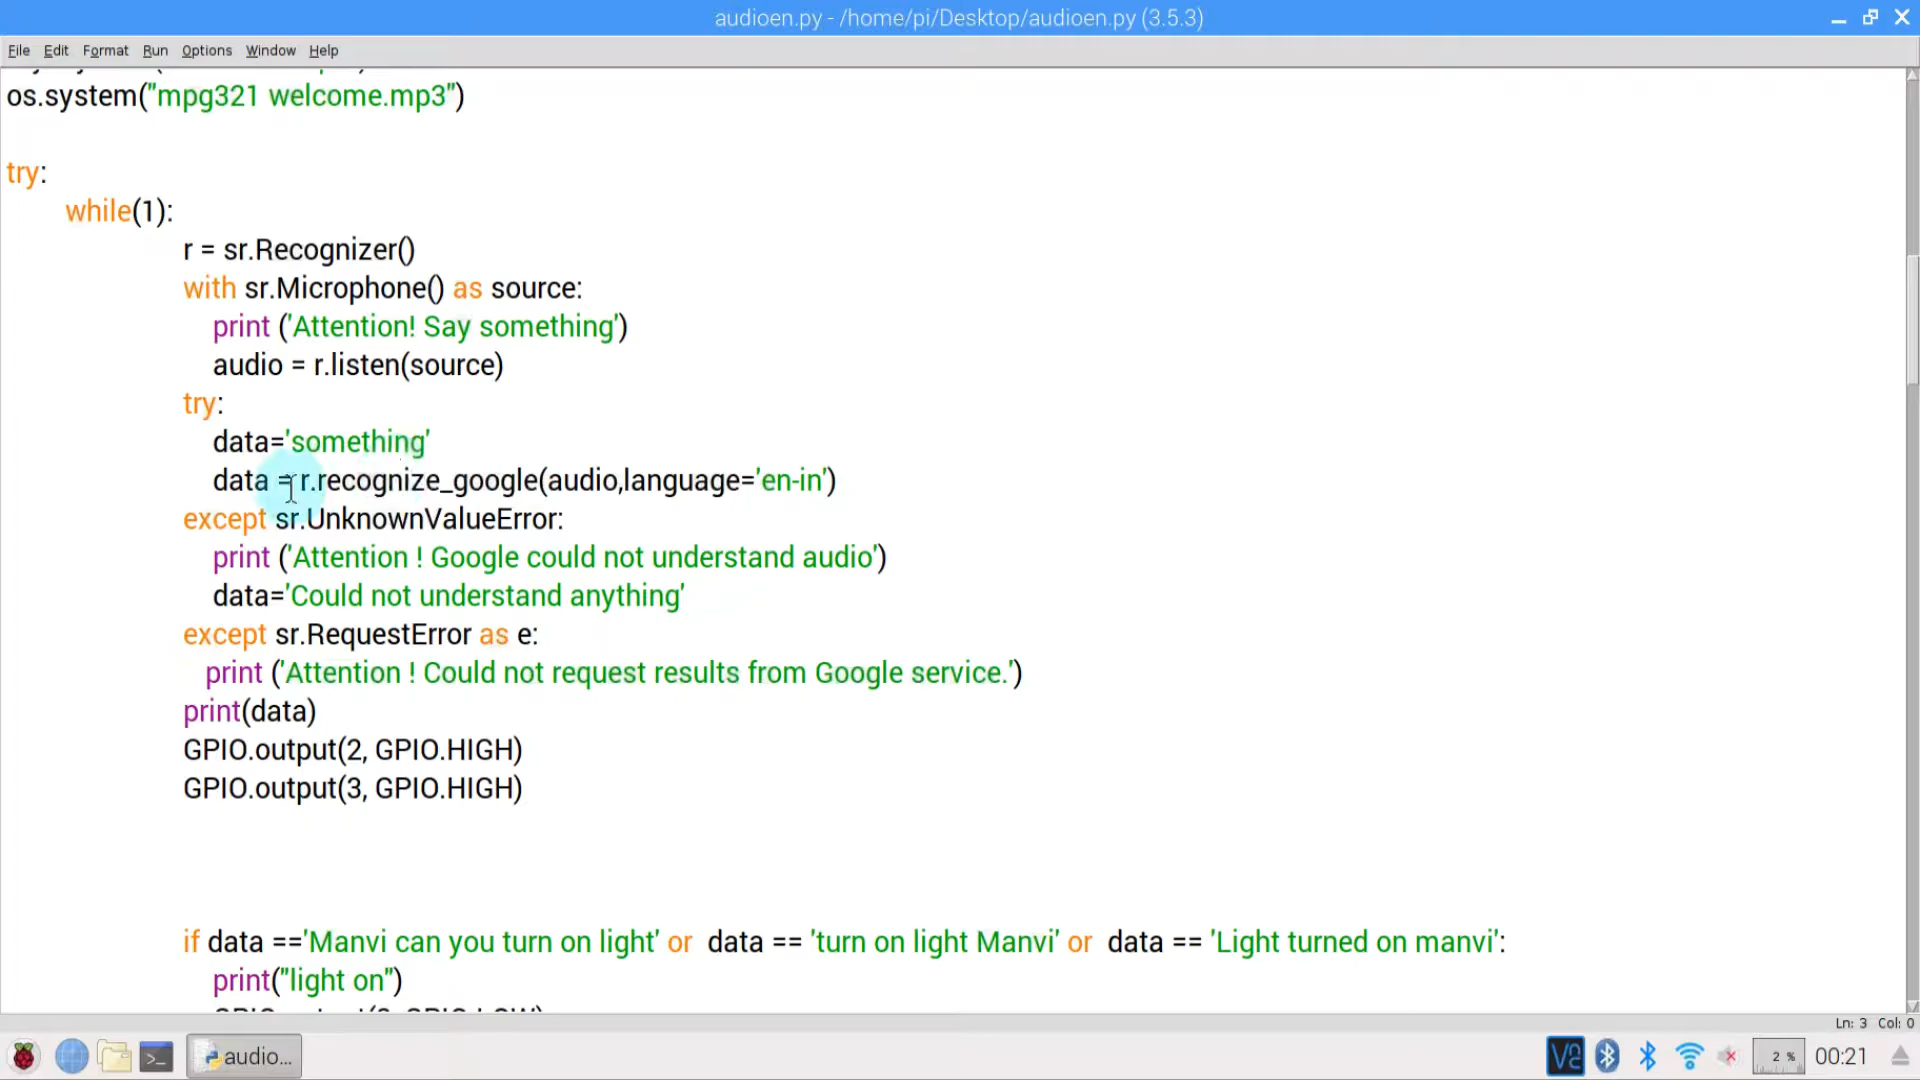 audioen.py - /home/pi/Desktop/audioen.py (3.5.3)
File Edit Format Run Options Window Help
os.system("mpg321 welcome.mp3")
try:
while(1):
r = sr.Recognizer()
with sr.Microphone() as source:
print ('Attention! Say something')
audio = r.listen(source)
try:
data='something'
data = r.recognize_google(audio,language='en-in')
except sr.UnknownValueError:
print ('Attention ! Google could not understand audio')
data='Could not understand anything'
except sr.RequestError as e:
print ('Attention ! Could not request results from Google service.')
print(data)
GPIO.output(2, GPIO.HIGH)
GPIO.output(3, GPIO.HIGH)
if data =='Manvi can you turn on light' or  data == 'turn on light Manvi' or  data == 'Light turned on manvi':
print("light on")
Ln: 3 Col: 0
audio...
2 %
00:21